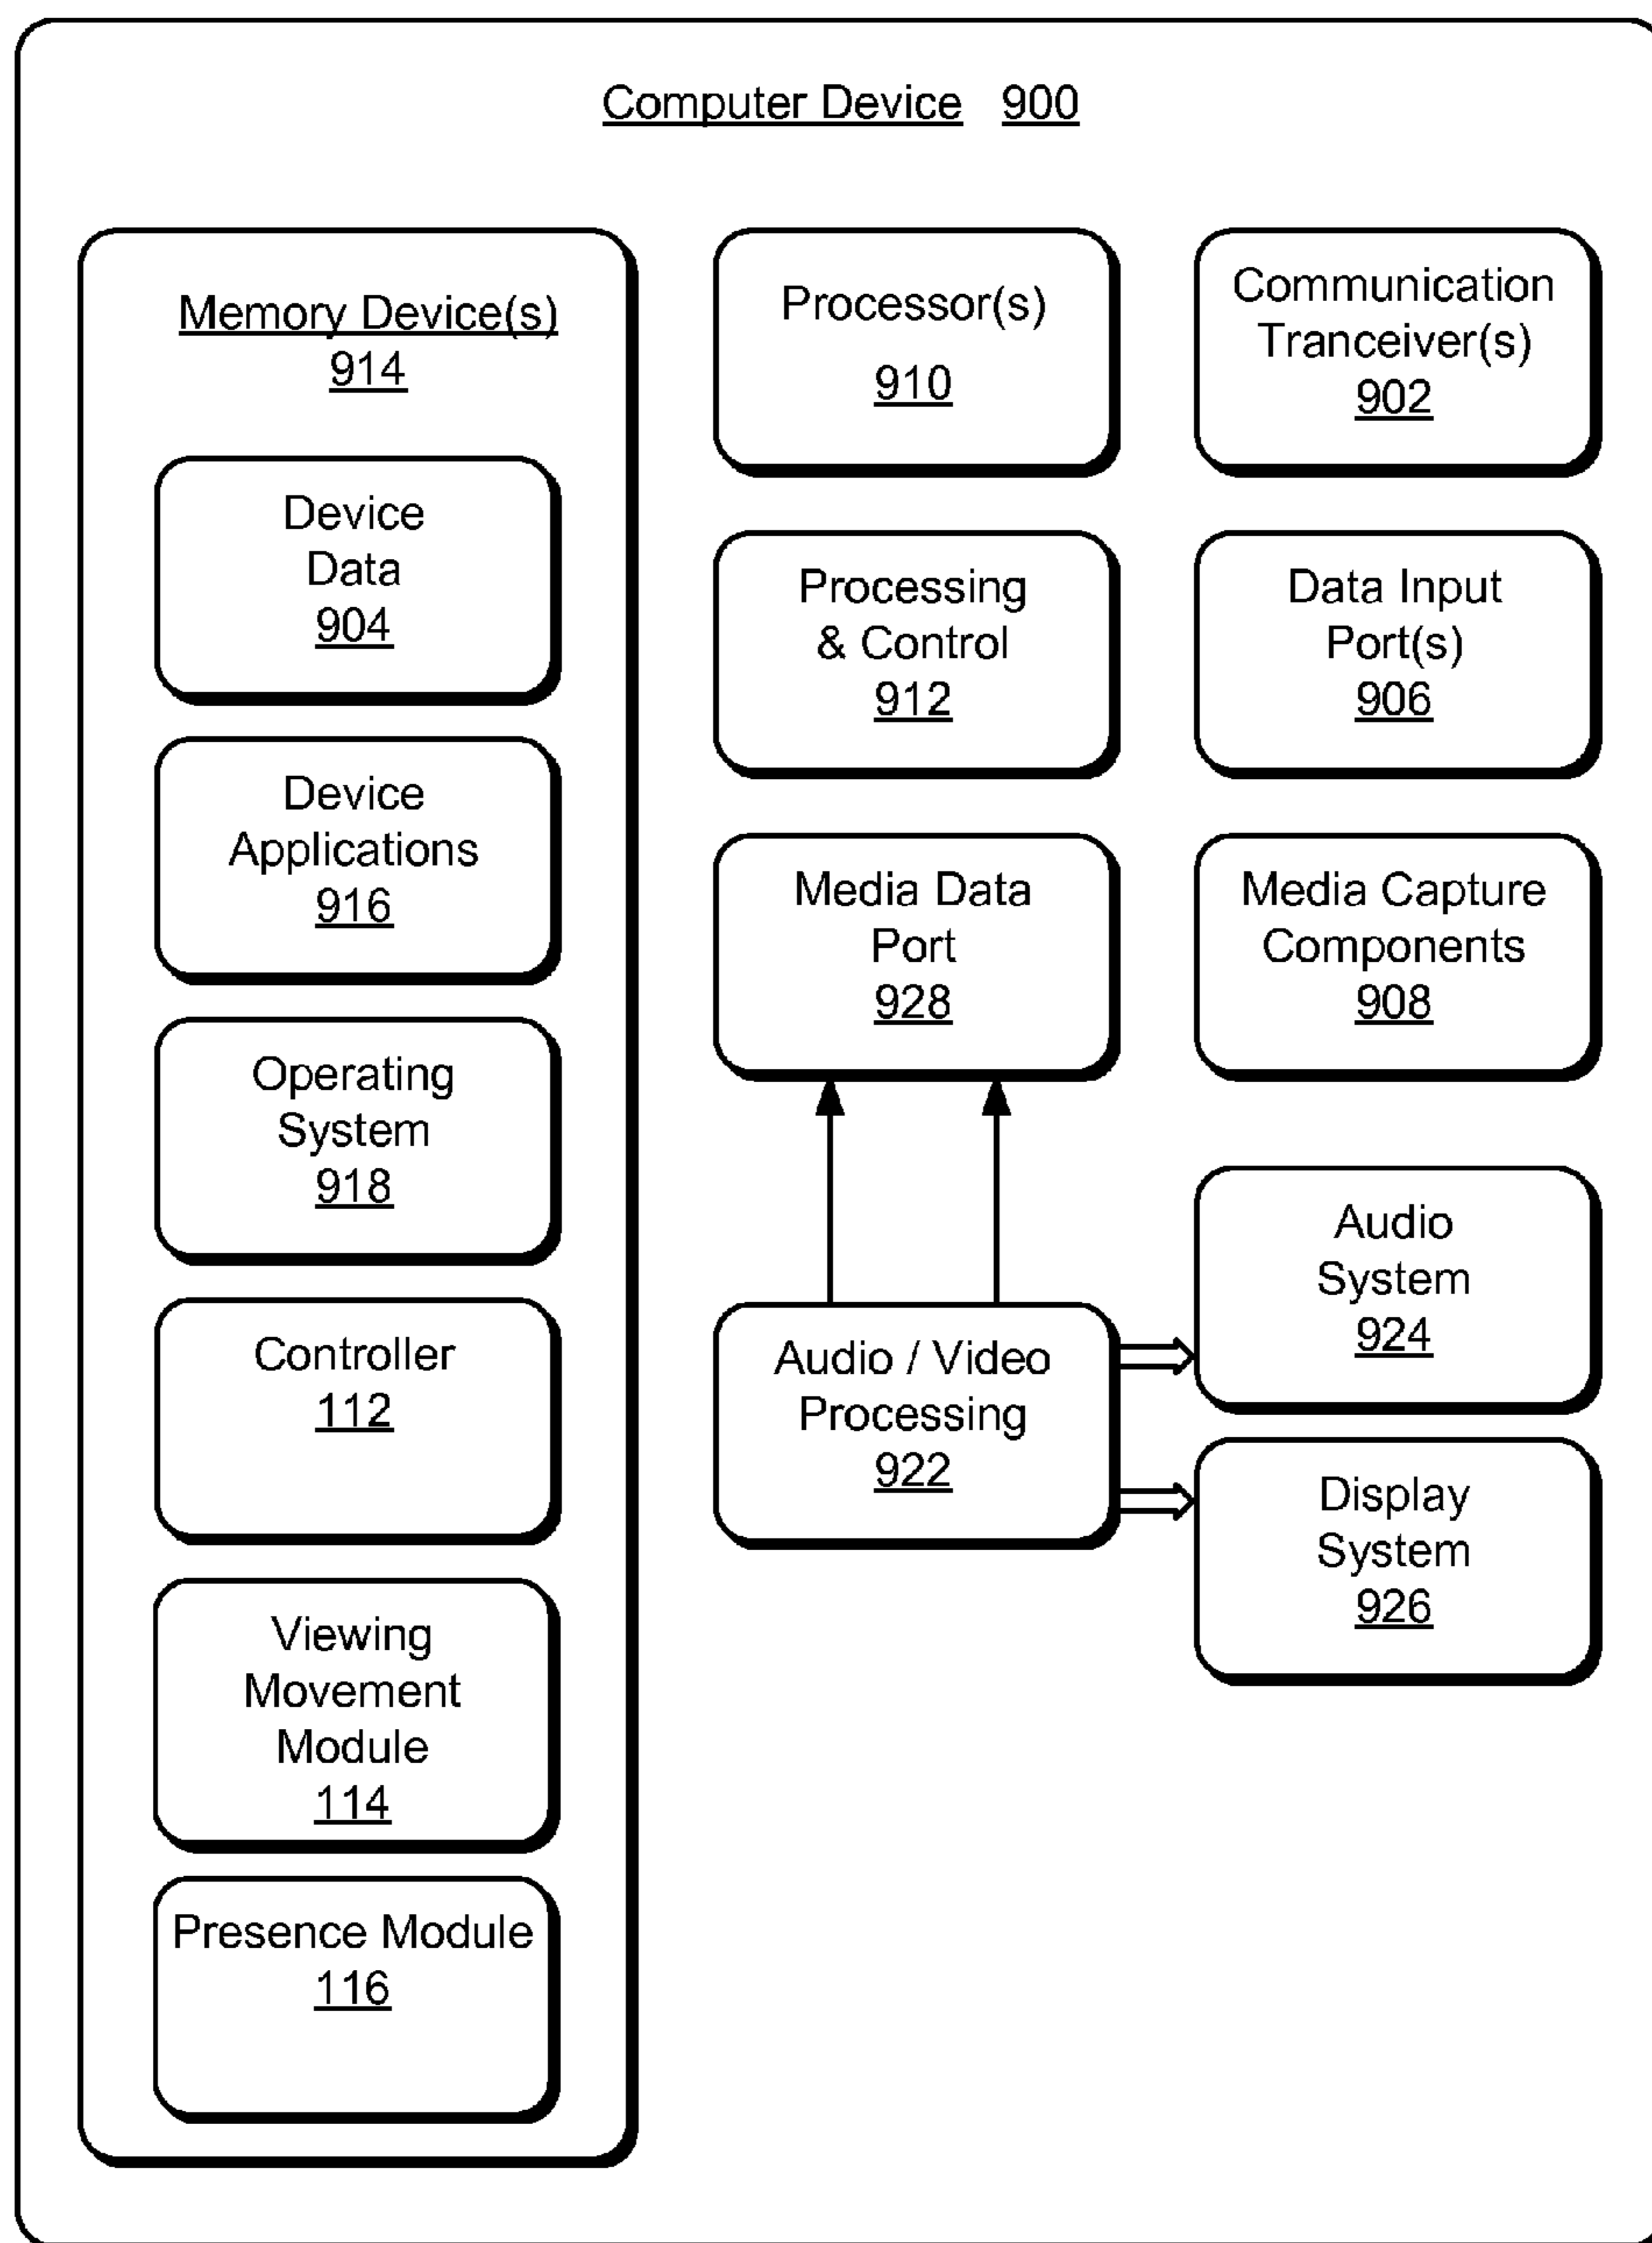 Computer Device 900
Memory Device(s)
914
Device
Data
904
Device
Applications
916
Operating
System
918
Controller
112
Viewing
Movement
Module
114
Presence Module
116
Processor(s)
910
Processing
& Control
912
Media Data
Port
928
Audio / Video
Processing
922
Communication
Tranceiver(s)
902
Data Input
Port(s)
906
Media Capture
Components
908
Audio
System
924
Display
System
926